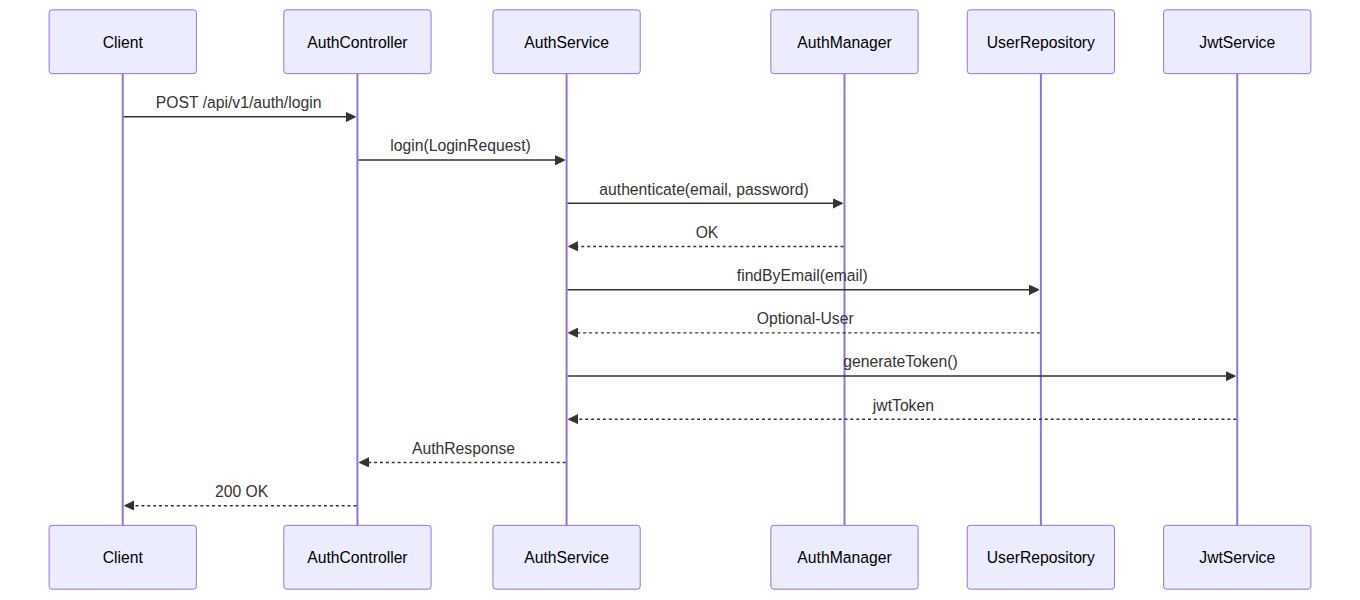 Client
AuthController
AuthService
AuthManager
UserRepository
JwtService
POST /api/v1/auth/login
login(LoginRequest)
authenticate(email, password)
OK
findByEmail(email)
Optional-User
generateToken()
jwtToken
AuthResponse
200 OK
Client
AuthController
AuthService
AuthManager
UserRepository
JwtService